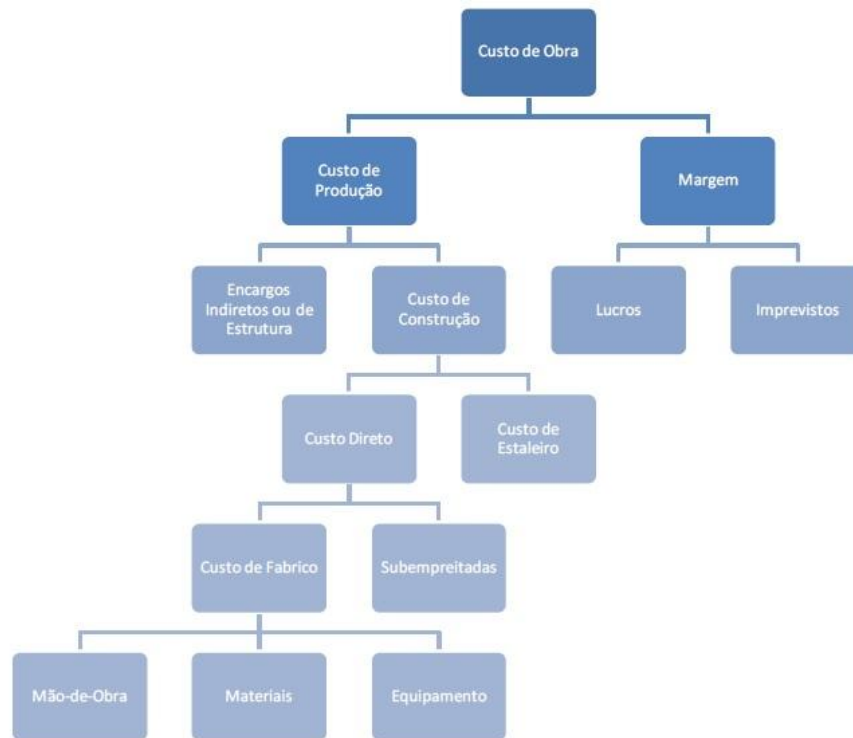 Custo de Obra
Custo de
Produção
Margem
Encargos
Indiretos ou de
Estrutura
Custo de
Construção
Lucros
Imprevistos
Custo Direto
Custo de
Estaleiro
Custo de Fabrico
Subempreitadas
Mão-de-Obra
Materiais
Equipamento